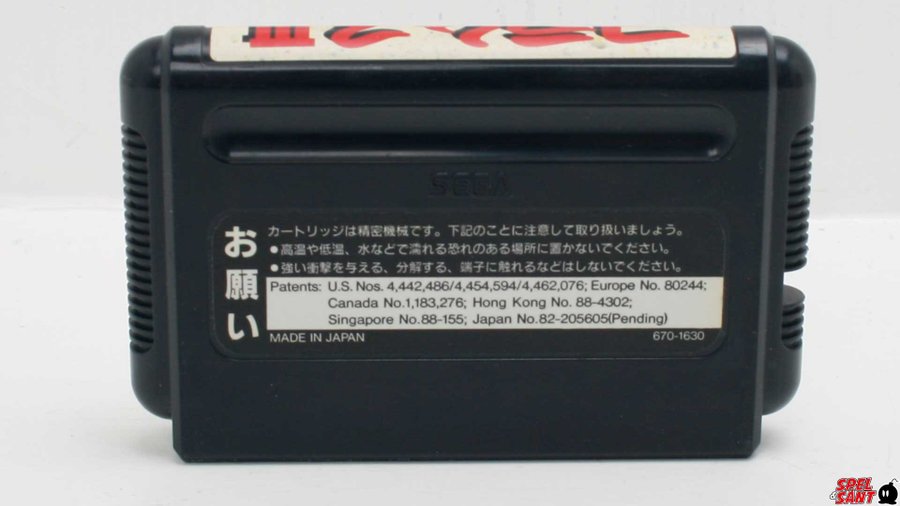 SEGA
お願い
カートリッジは精密機械です。下記のことに注意して取り扱いましょう。
●高温や低温、水などで濡れる恐れのある場所に置かないでください。
●強い衝撃を与える、分解する、端子に触れるなどはしないでください。
Patents: U.S. Nos. 4,442,486/4,454,594/4,462,076; Europe No. 80244;
Canada No.1,183,276; Hong Kong No. 88-4302;
Singapore No.88-155; Japan No.82-205605(Pending)
MADE IN JAPAN 670-1630
SPEL
SANT